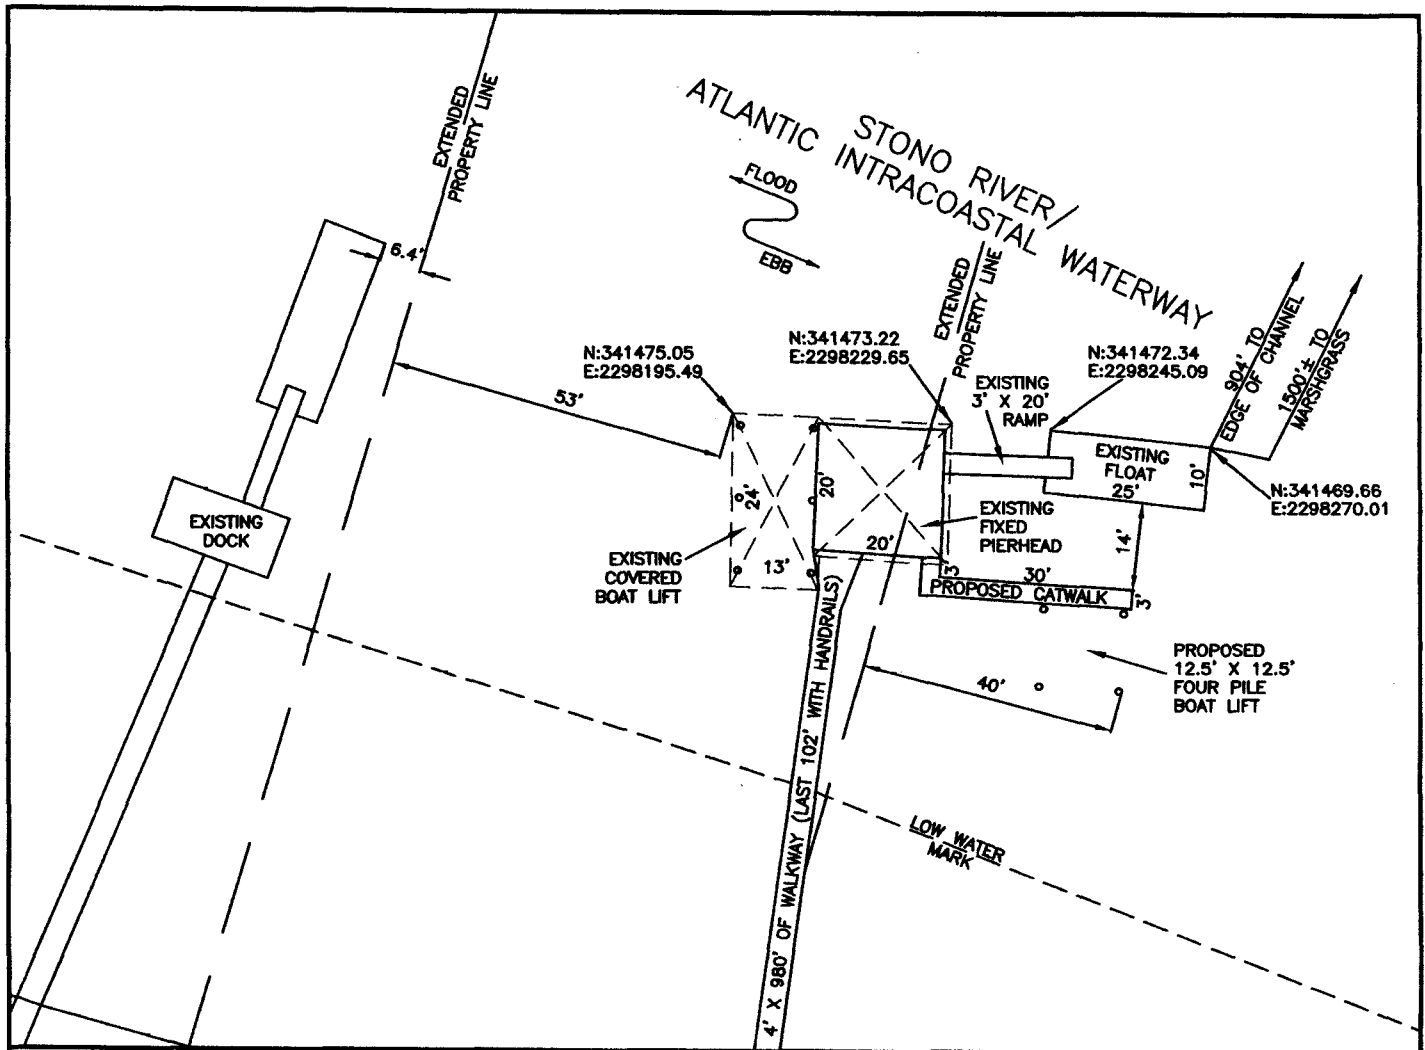 EXTENDED
PROPERTY LINE
STONO RIVER/
ATLANTIC INTRACOASTAL WATERWAY
FLOOD
EBB
6.4'
EXTENDED
PROPERTY LINE
904' TO
EDGE OF CHANNEL
1500'± TO
MARSHGRASS
N:341475.05
E:2298195.49
N:341473.22
E:2298229.65
N:341472.34
E:2298245.09
53'
EXISTING
3' X 20'
RAMP
EXISTING
FLOAT
25'
10'
N:341469.66
E:2298270.01
EXISTING
DOCK
24'
20'
EXISTING
FIXED
PIERHEAD
14'
EXISTING
COVERED
BOAT LIFT
13'
20'
3'
30'
PROPOSED CATWALK
3'
PROPOSED
12.5' X 12.5'
FOUR PILE
BOAT LIFT
40'
4' X 980' OF WALKWAY (LAST 102' WITH HANDRAILS)
LOW WATER
MARK